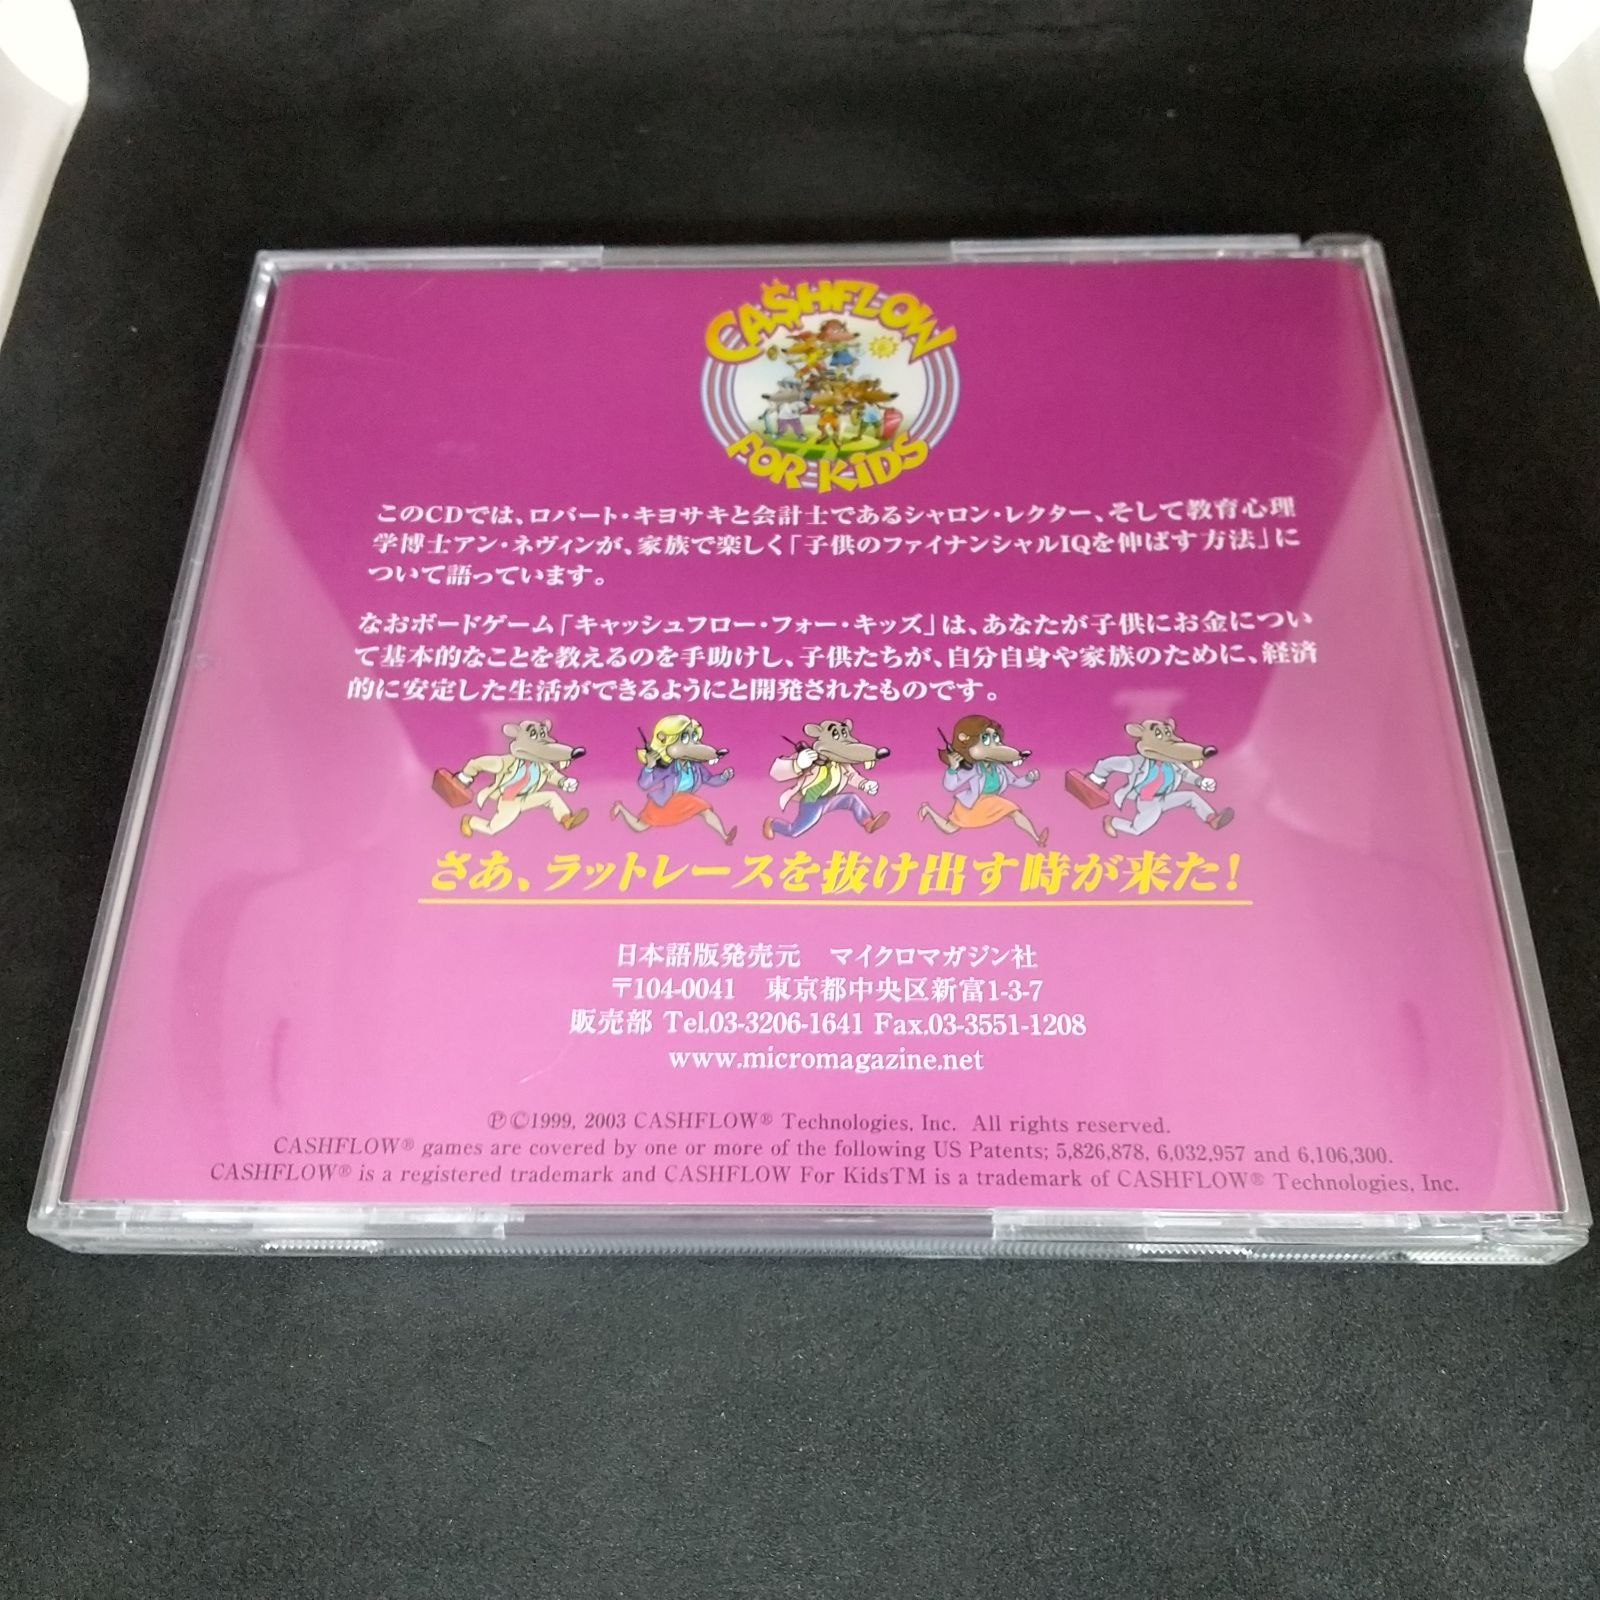 CA$HFLOW
FOR KiDS
このCDでは、ロバート・キヨサキと会計士であるシャロン・レクター、そして教育心理
学博士アン・ネヴィンが、家族で楽しく「子供のファイナンシャルIQを伸ばす方法」に
ついて語っています。
なおボードゲーム「キャッシュフロー・フォー・キッズ」は、あなたが子供にお金につい
て基本的なことを教えるのを手助けし、子供たちが、自分自身や家族のために、経済
的に安定した生活ができるようにと開発されたものです。
さあ、ラットレースを抜け出す時が来た!
日本語版発売元　マイクロマガジン社
〒104-0041　東京都中央区新富1-3-7
販売部 Tel.03-3206-1641 Fax.03-3551-1208
www.micromagazine.net
℗©1999, 2003 CASHFLOW® Technologies, Inc. All rights reserved.
CASHFLOW® games are covered by one or more of the following US Patents; 5,826,878, 6,032,957 and 6,106,300.
CASHFLOW® is a registered trademark and CASHFLOW For KidsTM is a trademark of CASHFLOW® Technologies, Inc.